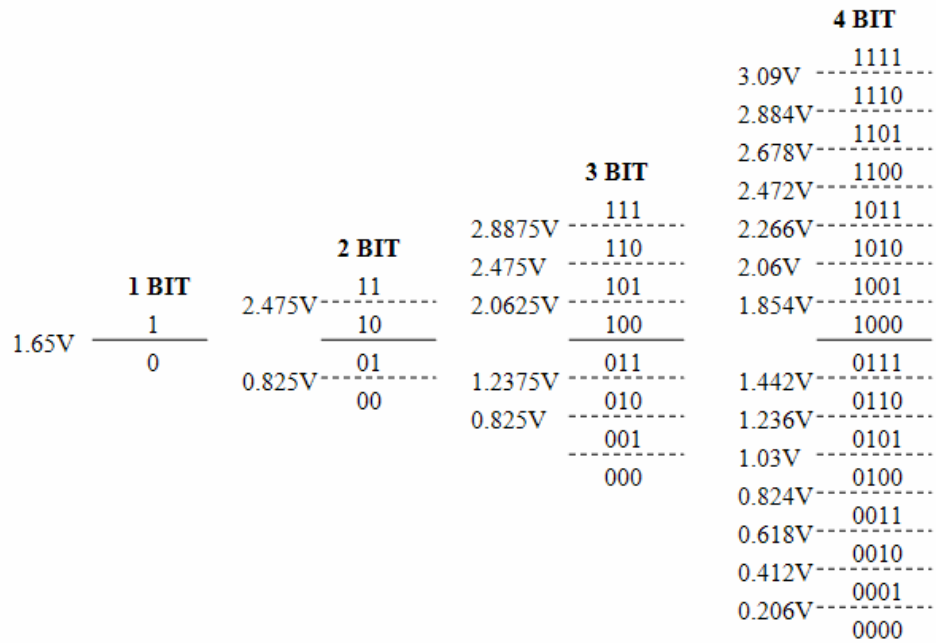 1 BIT
1.65V
1
0
2 BIT
11
2.475V
10
01
0.825V
00
3 BIT
111
2.8875V
110
2.475V
101
2.0625V
100
011
1.2375V
010
0.825V
001
000
4 BIT
1111
3.09V
1110
2.884V
1101
2.678V
1100
2.472V
1011
2.266V
1010
2.06V
1001
1.854V
1000
0111
1.442V
0110
1.236V
0101
1.03V
0100
0.824V
0011
0.618V
0010
0.412V
0001
0.206V
0000